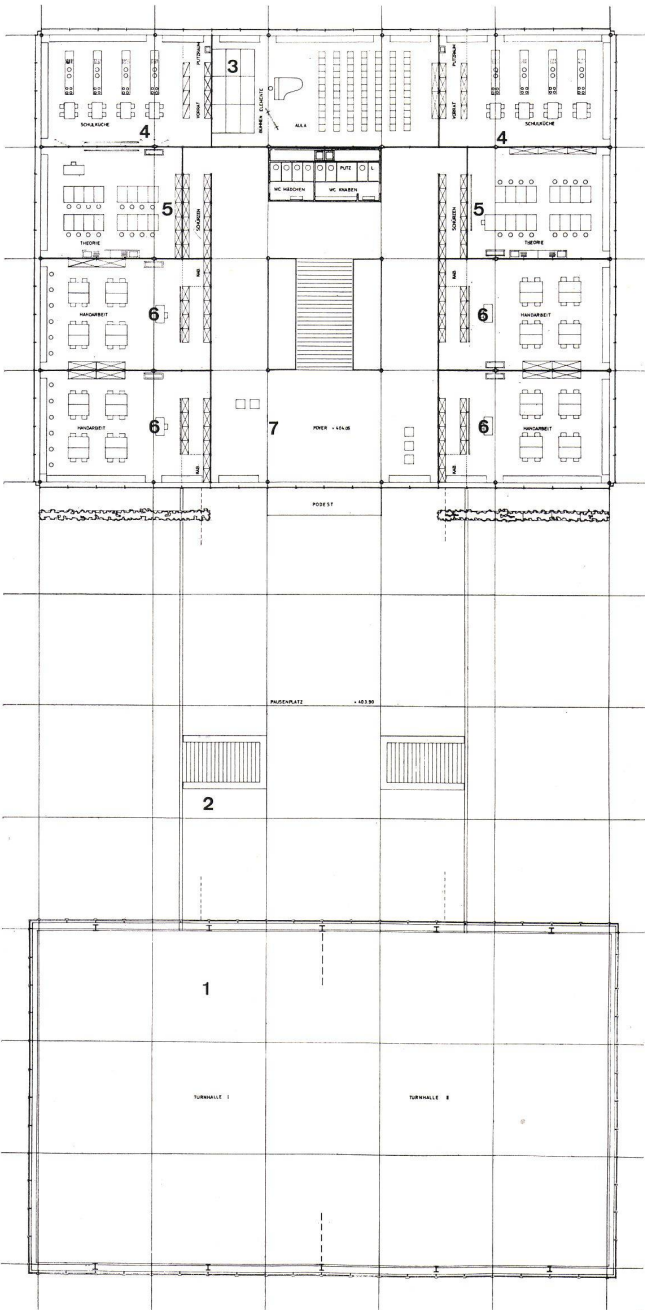 PUTZRAUM
3
PUTZRAUM
BÜHNEN ELEMENTE
VORRAT
AULA
VORRAT
SCHULKÜCHE
4
4
SCHULKÜCHE
PUTZ
L
WC MÄDCHEN
WC KNABEN
5
SCHÜRZEN
SCHÜRZEN
5
THEORIE
THEORIE
HANDARBEIT
6
6
HANDARBEIT
HANDARBEIT
6
7
FOYER + 404.05
6
HANDARBEIT
PODEST
PAUSENPLATZ + 403.90
2
1
TURNHALLE I
TURNHALLE II